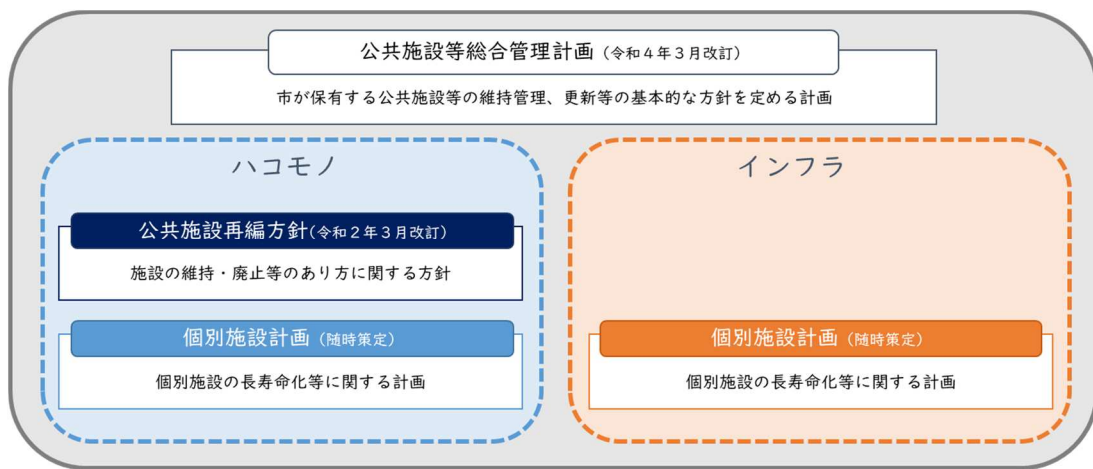 公共施設等総合管理計画（令和４年３月改訂）
市が保有する公共施設等の維持管理、更新等の基本的な方針を定める計画
ハコモノ
公共施設再編方針(令和２年３月改訂)
施設の維持・廃止等のあり方に関する方針
個別施設計画（随時策定）
個別施設の長寿命化等に関する計画
インフラ
個別施設計画（随時策定）
個別施設の長寿命化等に関する計画